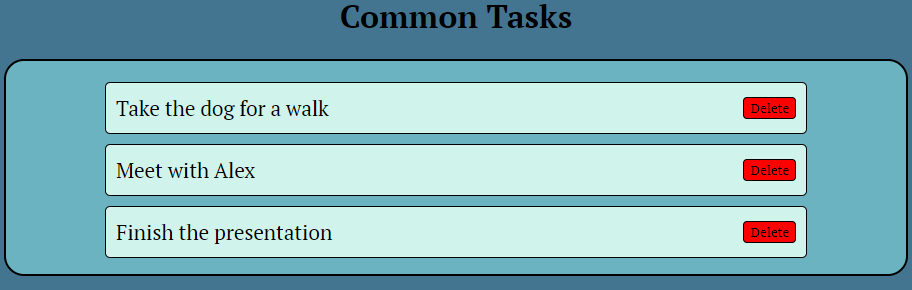 Common Tasks
Take the dog for a walk
Delete
Meet with Alex
Delete
Finish the presentation
Delete